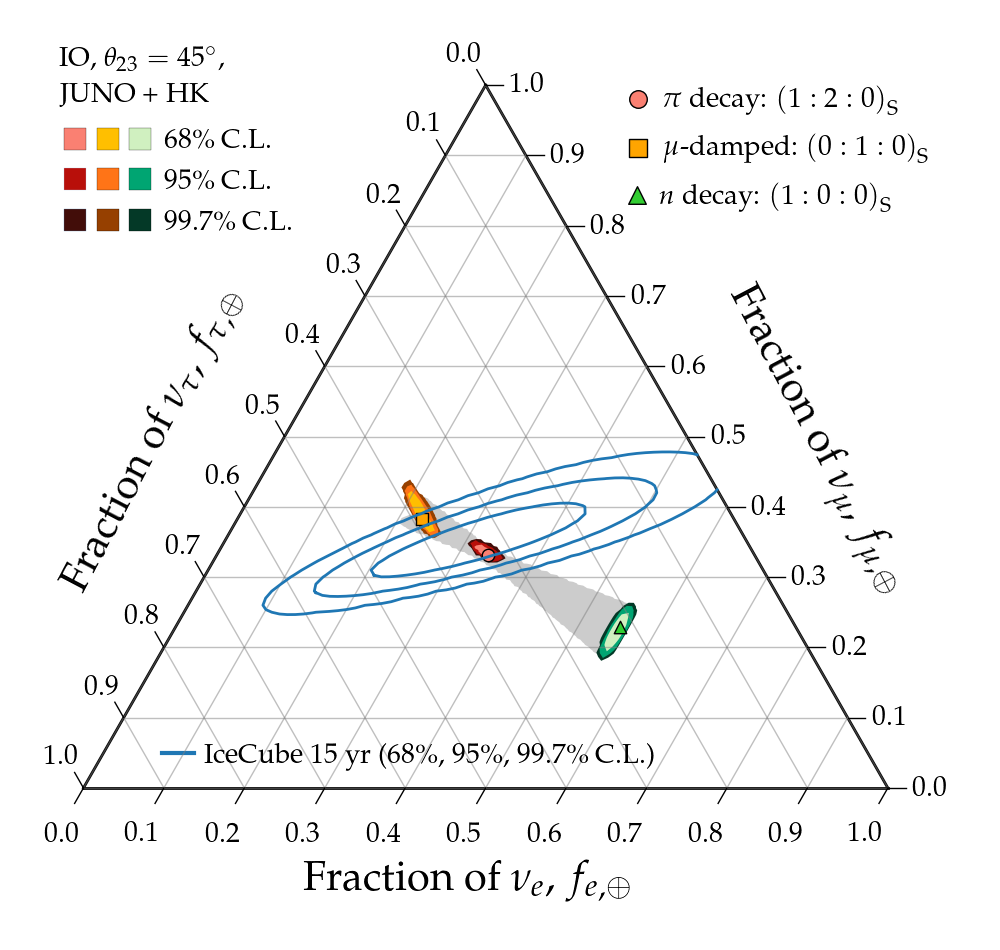 IO, θ₂₃ = 45°,
JUNO + HK
68% C.L.
95% C.L.
99.7% C.L.
π decay: (1 : 2 : 0)S
μ-damped: (0 : 1 : 0)S
n decay: (1 : 0 : 0)S
0.0
0.1
0.2
0.3
0.4
0.5
0.6
0.7
0.8
0.9
1.0
Fraction of ντ, fτ,⊕
1.0
0.9
0.8
0.7
0.6
0.5
0.4
0.3
0.2
0.1
0.0
Fraction of νμ, fμ,⊕
IceCube 15 yr (68%, 95%, 99.7% C.L.)
0.0 0.1 0.2 0.3 0.4 0.5 0.6 0.7 0.8 0.9 1.0
Fraction of νe, fe,⊕